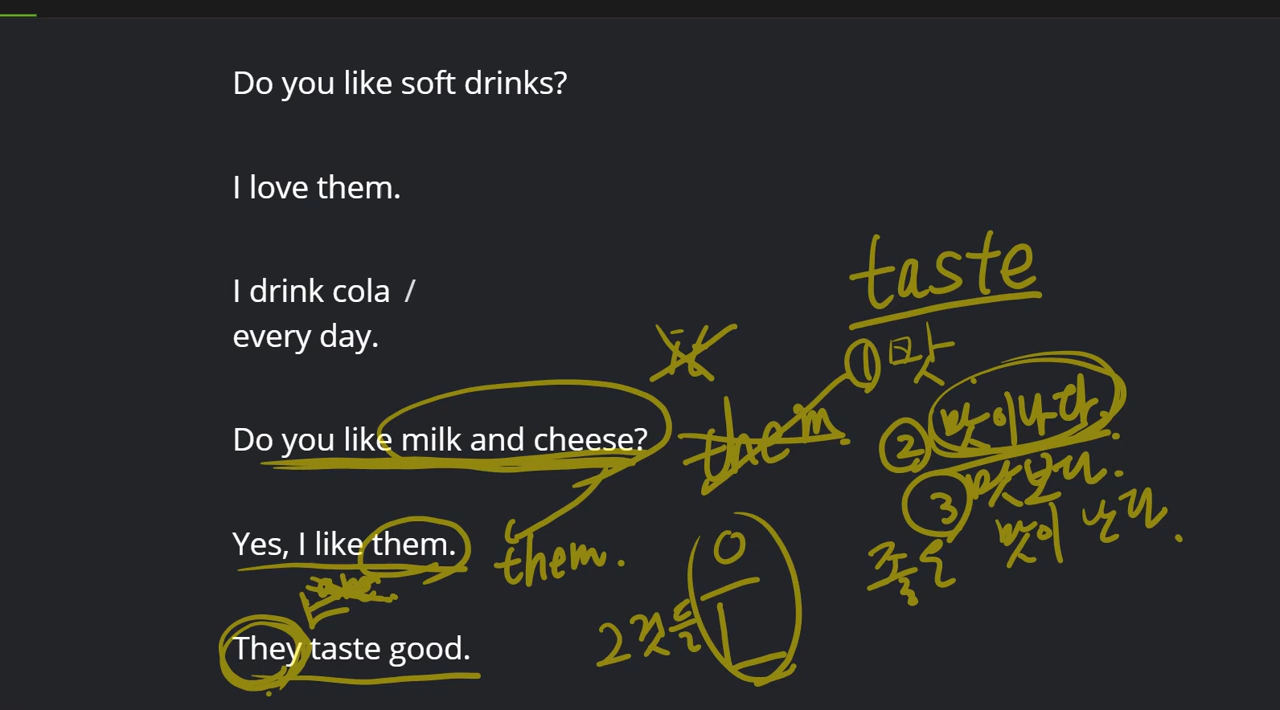 Do you like soft drinks?
I love them.
I drink cola /
every day.
Do you like milk and cheese?
Yes, I like them.
They taste good.
taste
① 맛
② 맛이나다.
③ 맛보다.
좋은 맛이 난다.
it
them.
them.
2 것들